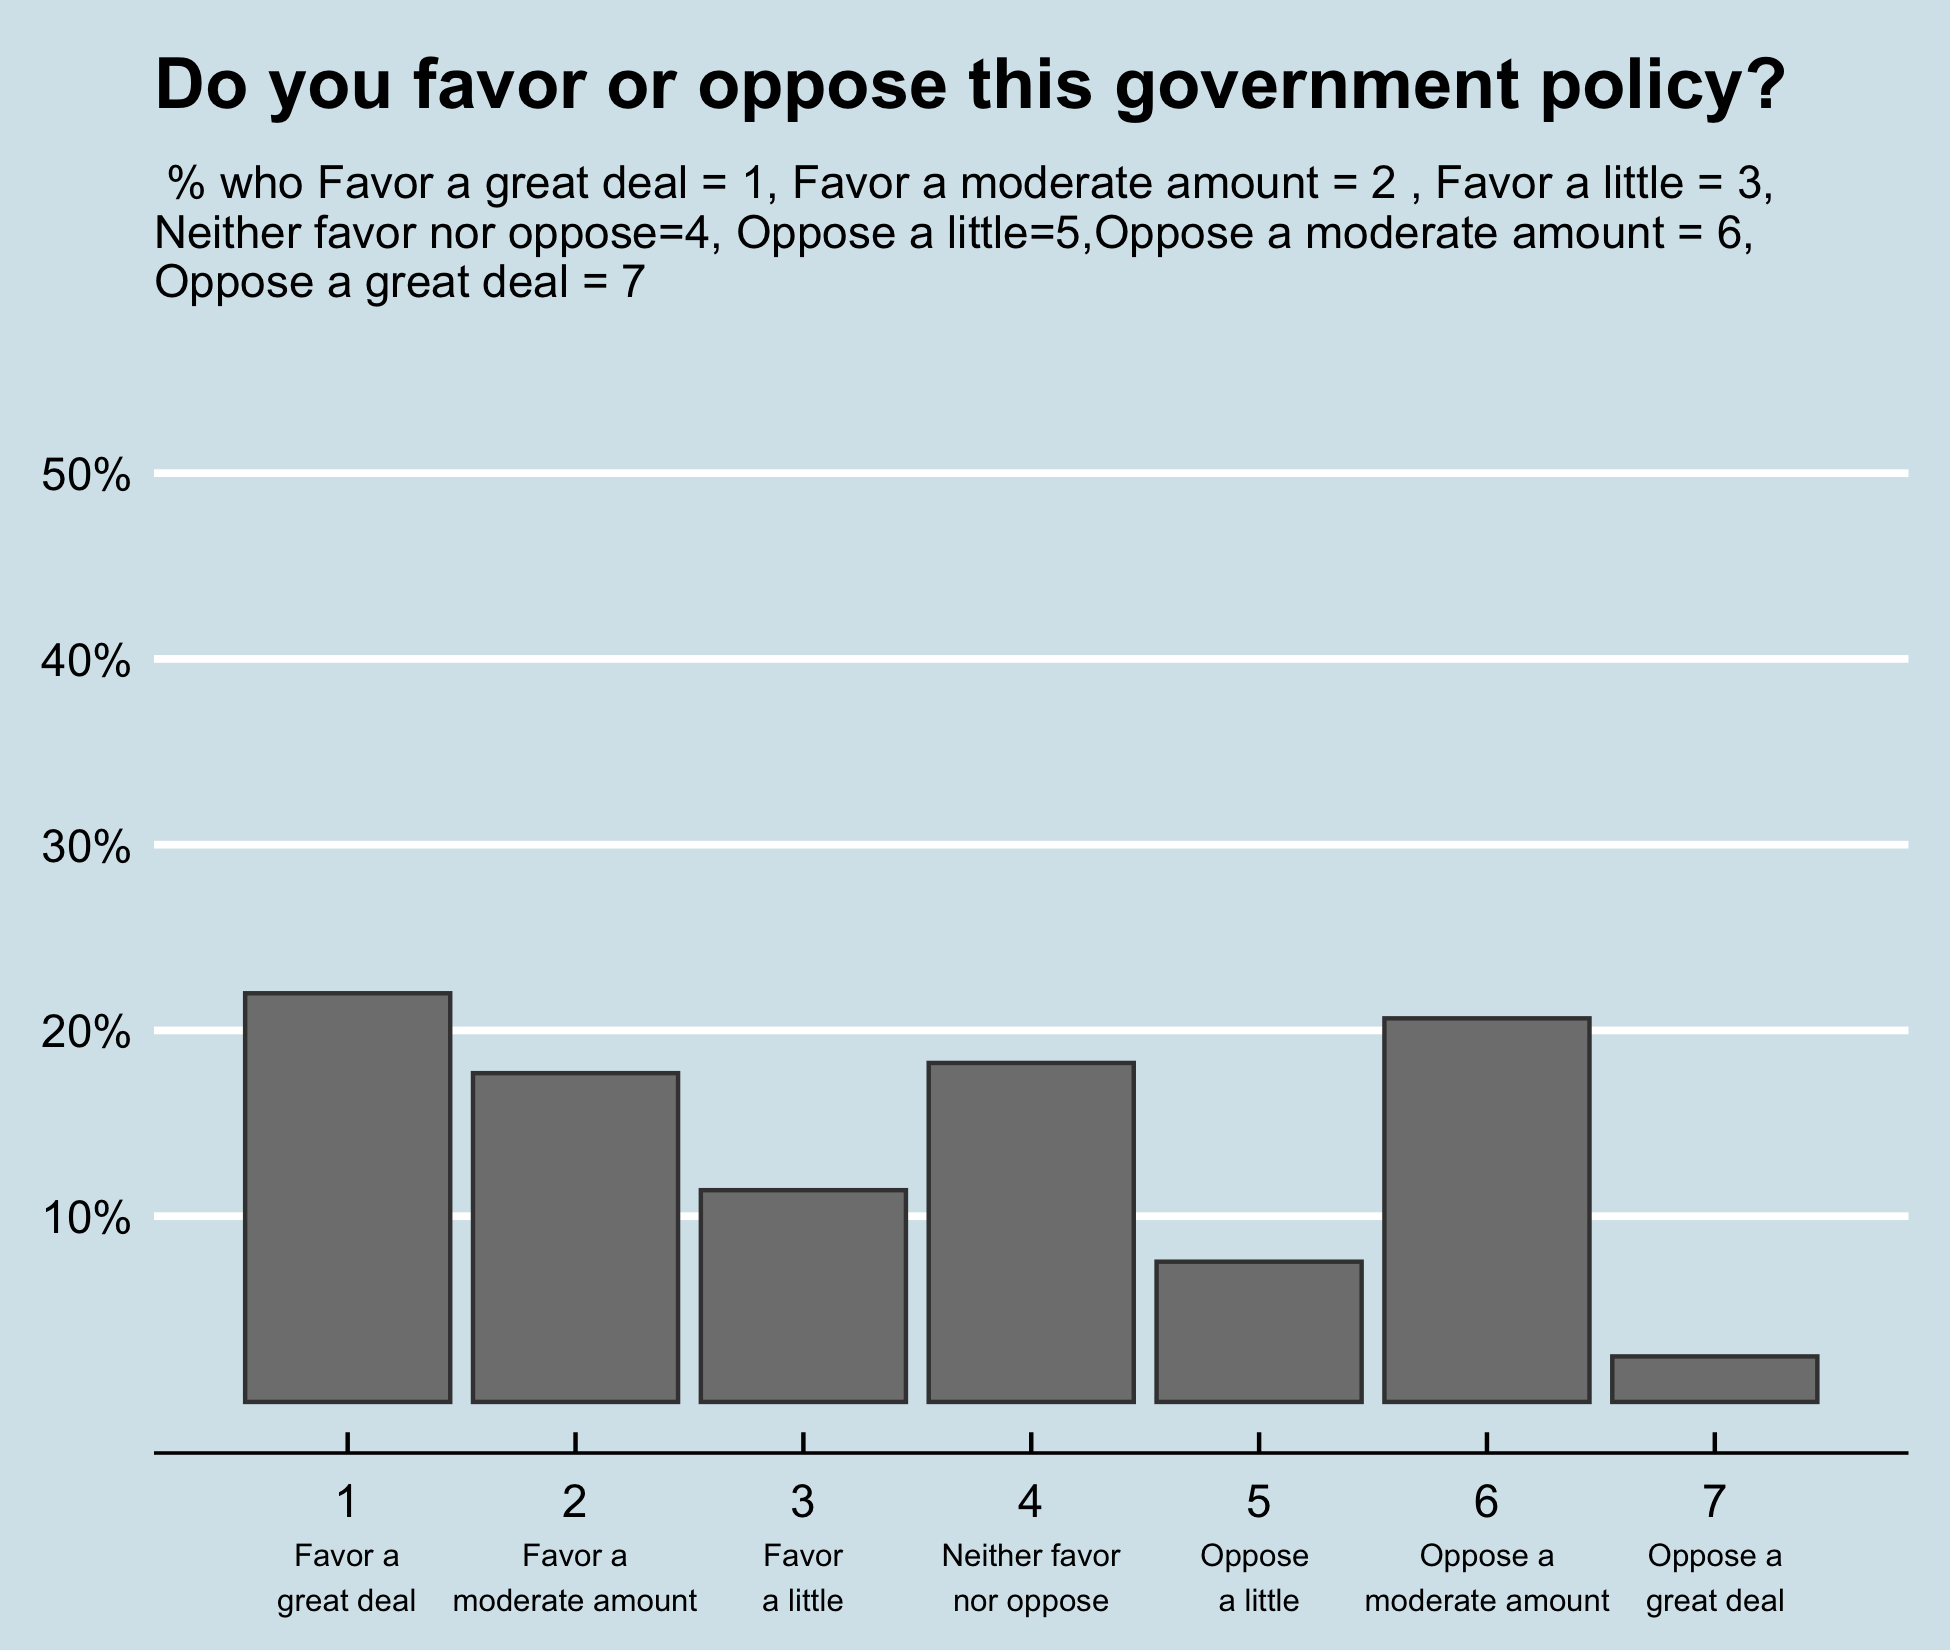 Do you favor or oppose this government policy?
% who Favor a great deal = 1, Favor a moderate amount = 2 , Favor a little = 3,
Neither favor nor oppose=4, Oppose a little=5,Oppose a moderate amount = 6,
Oppose a great deal = 7
50%
40%
30%
20%
10%
1 2 3 4 5 6 7
Favor a Favor a Favor Neither favor Oppose Oppose a Oppose a
great deal moderate amount a little nor oppose a little moderate amount great deal